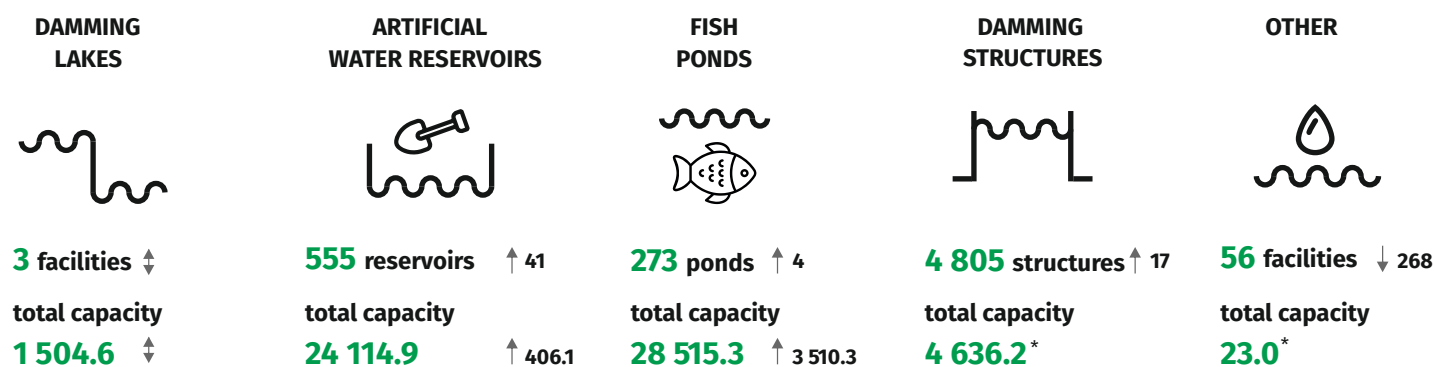 DAMMING
LAKES
3 facilities ↕
total capacity
1 504.6 ↕
ARTIFICIAL
WATER RESERVOIRS
555 reservoirs ↑ 41
total capacity
24 114.9 ↑ 406.1
FISH
PONDS
273 ponds ↑ 4
total capacity
28 515.3 ↑ 3 510.3
DAMMING
STRUCTURES
4 805 structures ↑ 17
total capacity
4 636.2*
OTHER
56 facilities ↓ 268
total capacity
23.0*